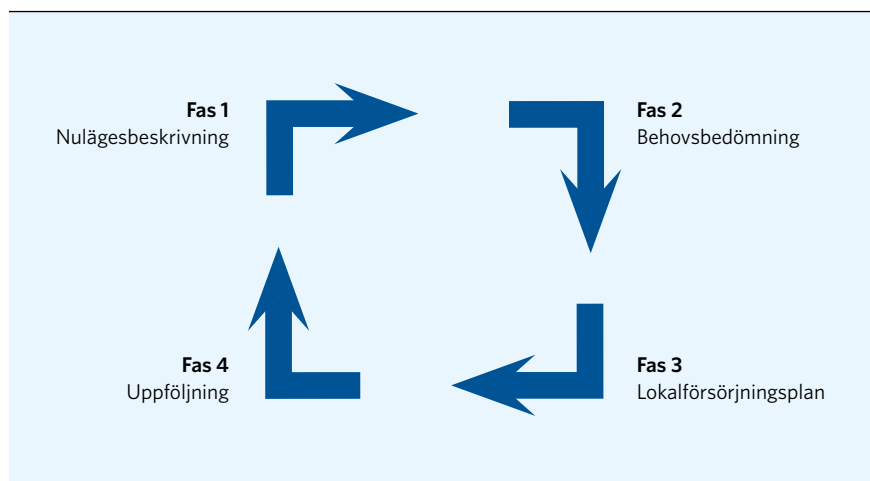 Fas 1
Nulägesbeskrivning
Fas 2
Behovsbedömning
Fas 3
Lokalförsörjningsplan
Fas 4
Uppföljning